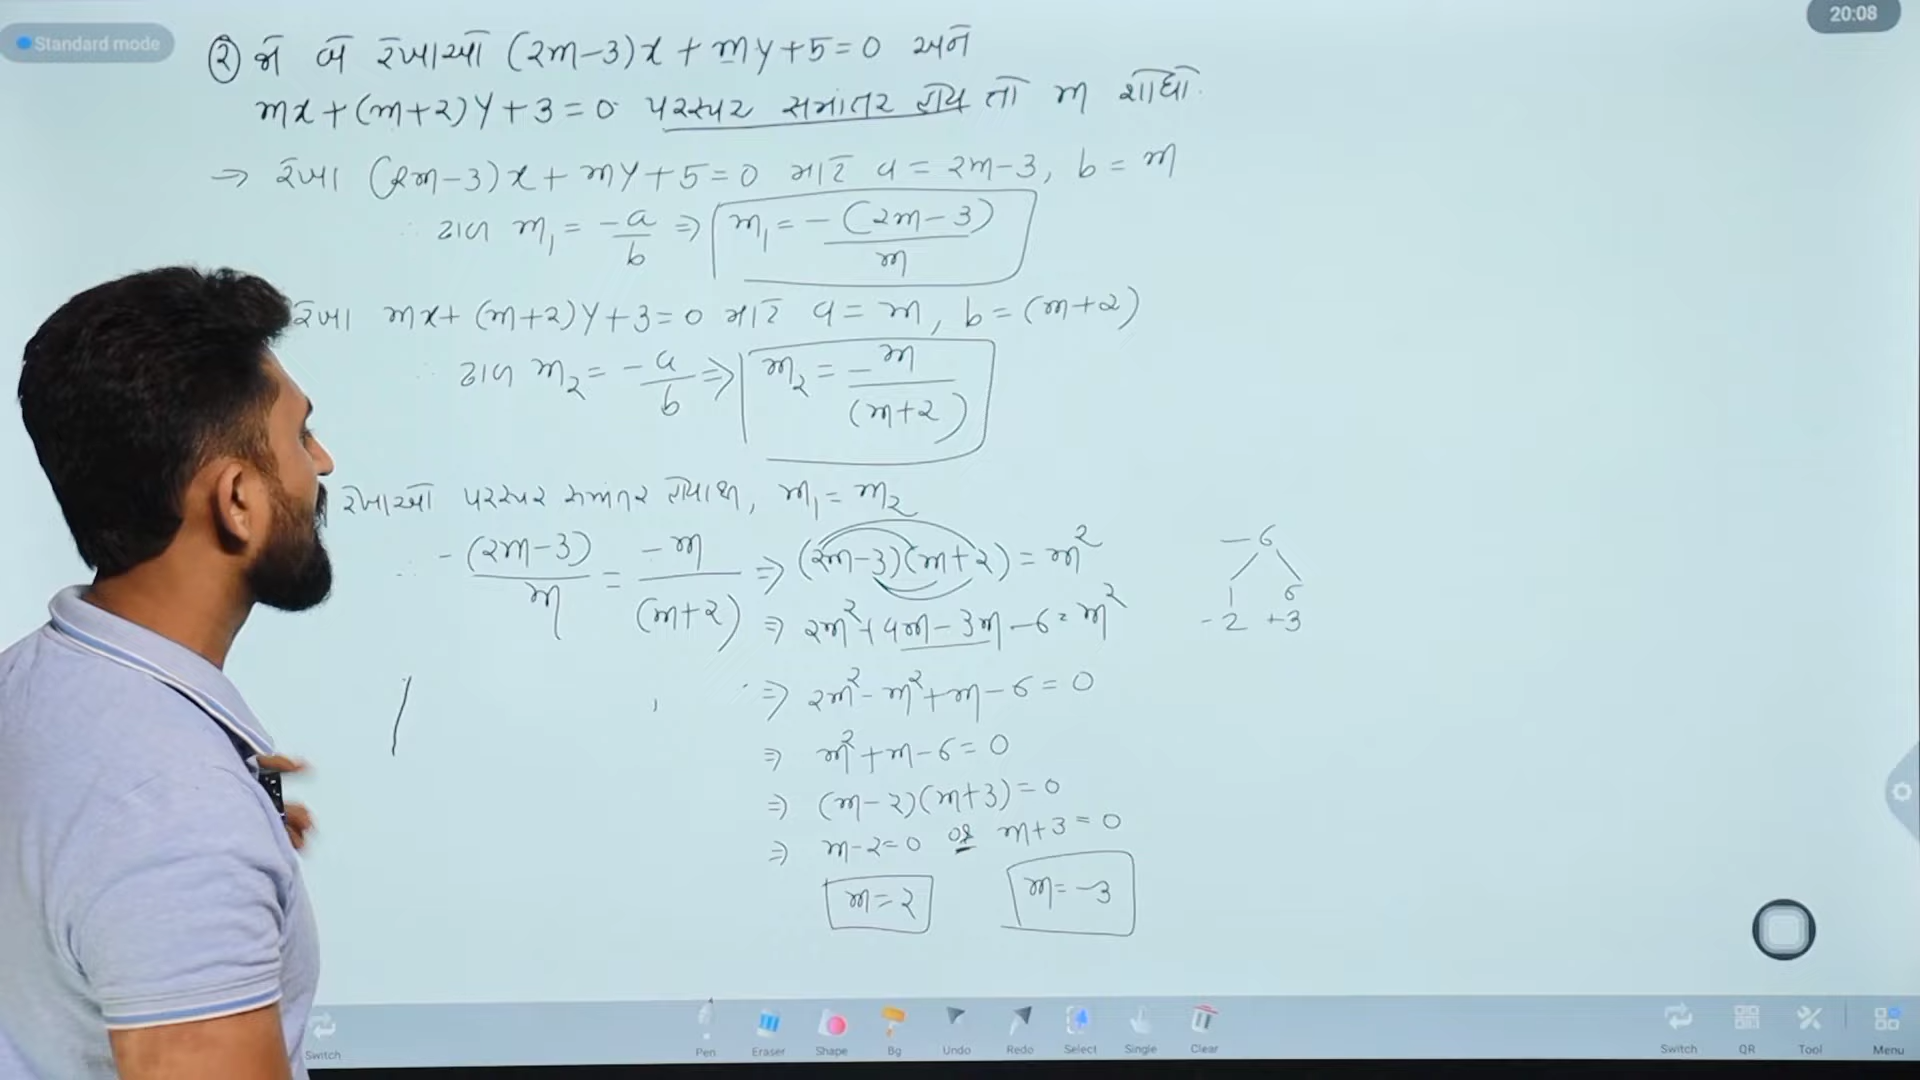 20:08
Standard mode
(૨) જો બે રેખાઓ (2m-3)x + my + 5 = 0 અને
mx + (m+2)y + 3 = 0 પરસ્પર સમાંતર હોય તો m શોધો.
→ રેખા (2m-3)x + my + 5 = 0 માટે a = 2m-3, b = m
∴ ઢાળ m₁ = -a/b ⇒ m₁ = -(2m-3)/m
રેખા mx + (m+2)y + 3 = 0 માટે a = m, b = (m+2)
∴ ઢાળ m₂ = -a/b ⇒ m₂ = -m/(m+2)
રેખાઓ પરસ્પર સમાંતર હોવાથી, m₁ = m₂
∴ -(2m-3)/m = -m/(m+2) ⇒ (2m-3)(m+2) = m²
⇒ 2m² + 4m - 3m - 6 = m²
⇒ 2m² - m² + m - 6 = 0
⇒ m² + m - 6 = 0
⇒ (m-2)(m+3) = 0
⇒ m-2 = 0 or m+3 = 0
m = 2 m = -3
-6
1 6
-2 +3
Switch Pen Eraser Shape Bg Undo Redo Select Single Clear Switch QR Tool Menu